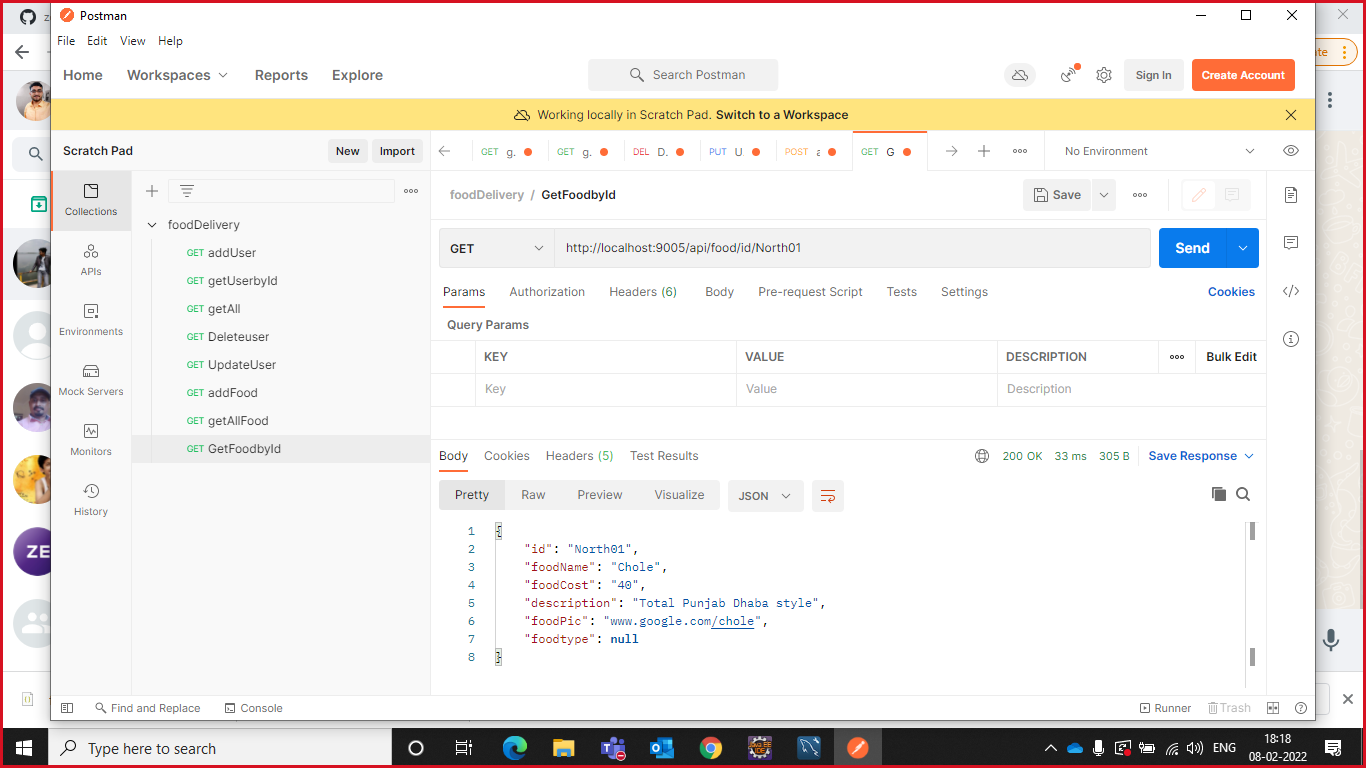 Postman
File Edit View Help
Home Workspaces Reports Explore
Search Postman
Sign In
Create Account
Working locally in Scratch Pad. Switch to a Workspace
Scratch Pad
New Import
GET g.
GET g.
DEL D.
PUT U
POST a
GET G
No Environment
Collections
APIs
Environments
Mock Servers
Monitors
History
foodDelivery
GET addUser
GET getUserbyId
GET getAll
GET Deleteuser
GET UpdateUser
GET addFood
GET getAllFood
GET GetFoodbyId
foodDelivery / GetFoodbyId
Save
GET
http://localhost:9005/api/food/id/North01
Send
Params Authorization Headers (6) Body Pre-request Script Tests Settings
Cookies
Query Params
KEY VALUE DESCRIPTION
Bulk Edit
Key Value Description
Body Cookies Headers (5) Test Results
200 OK 33 ms 305 B
Save Response
Pretty Raw Preview Visualize
JSON
1 {
2 "id": "North01",
3 "foodName": "Chole",
4 "foodCost": "40",
5 "description": "Total Punjab Dhaba style",
6 "foodPic": "www.google.com/chole",
7 "foodtype": null
8 }
ZE
Find and Replace
Console
Runner
Trash
Type here to search
ENG
18:18
08-02-2022